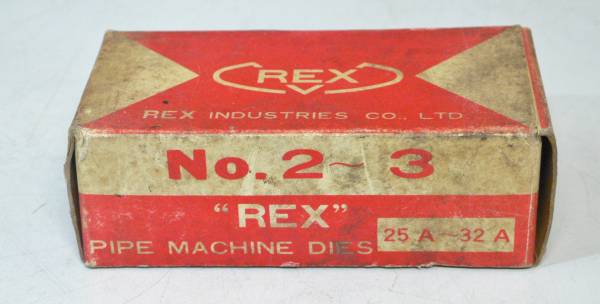 REX
REX INDUSTRIES CO., LTD
No. 2~3
"REX"
PIPE MACHINE DIES 25 A~32 A